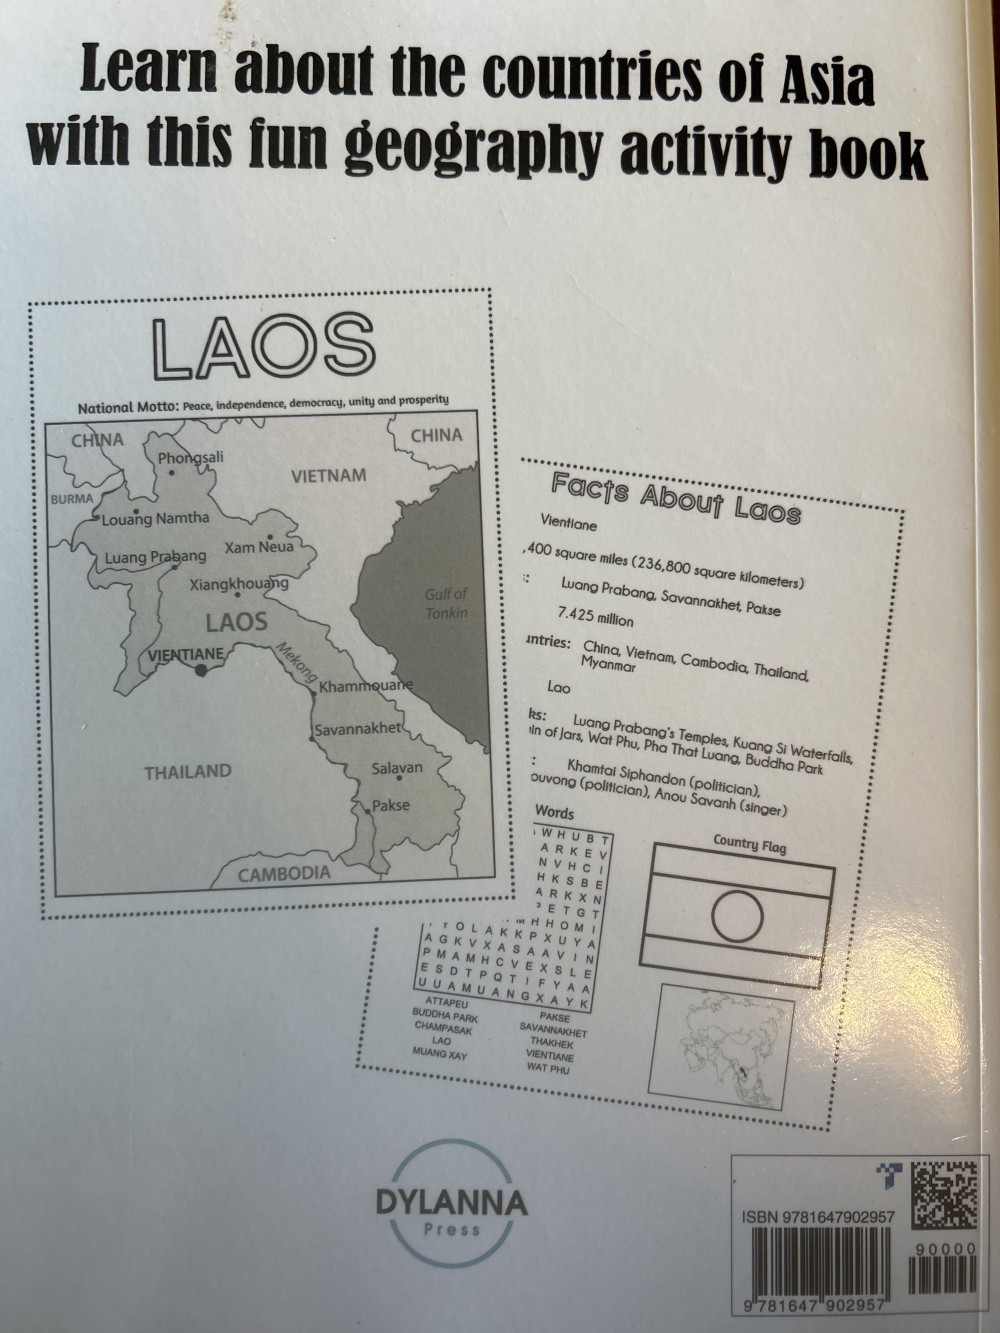 Learn about the countries of Asia
with this fun geography activity book
LAOS
National Motto: Peace, independence, democracy, unity and prosperity
CHINA
CHINA
Phongsali
VIETNAM
BURMA
Louang Namtha
Luang Prabang
Xam Neua
Xiangkhouang
Gulf of
Tonkin
LAOS
VIENTIANE
Mekong
Khammouane
Savannakhet
THAILAND
Salavan
Pakse
CAMBODIA
Facts About Laos
Vientiane
,400 square miles (236,800 square kilometers)
Luang Prabang, Savannakhet, Pakse
7.425 million
untries: China, Vietnam, Cambodia, Thailand,
Myanmar
Lao
ks: Luang Prabang's Temples, Kuang Si Waterfalls,
in of Jars, Wat Phu, Pha That Luang, Buddha Park
: Khamtai Siphandon (politician),
ouvong (politician), Anou Savanh (singer)
Words
W H U B T
A R K E V
N V H C I
H K S B E
A R K X N
E T G T
H H O M I
T O L A K K P X U Y A
A G K V X A S A A V I N
P M A M H C V E X S L E
E S D T P Q T I F Y A A
U U A M U A N G X A Y K
ATTAPEU
BUDDHA PARK
CHAMPASAK
LAO
MUANG XAY
PAKSE
SAVANNAKHET
THAKHEK
VIENTIANE
WAT PHU
Country Flag
DYLANNA
Press
ISBN 9781647902957
90000
9 781647 902957